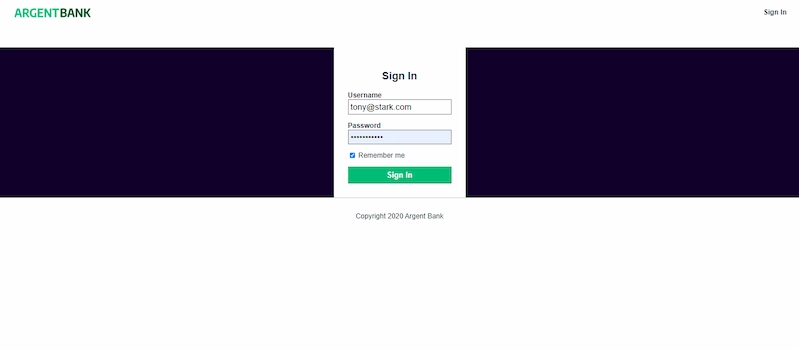 ARGENTBANK
Sign In
Sign In
Username
tony@stark.com
Password
•••••••••••
Remember me
Sign In
Copyright 2020 Argent Bank